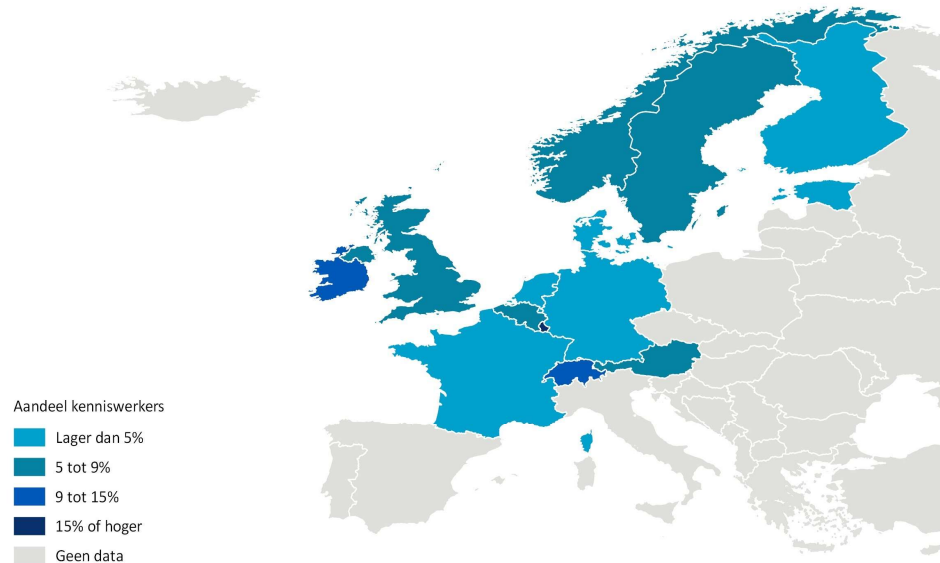 Aandeel kenniswerkers
Lager dan 5%
5 tot 9%
9 tot 15%
15% of hoger
Geen data